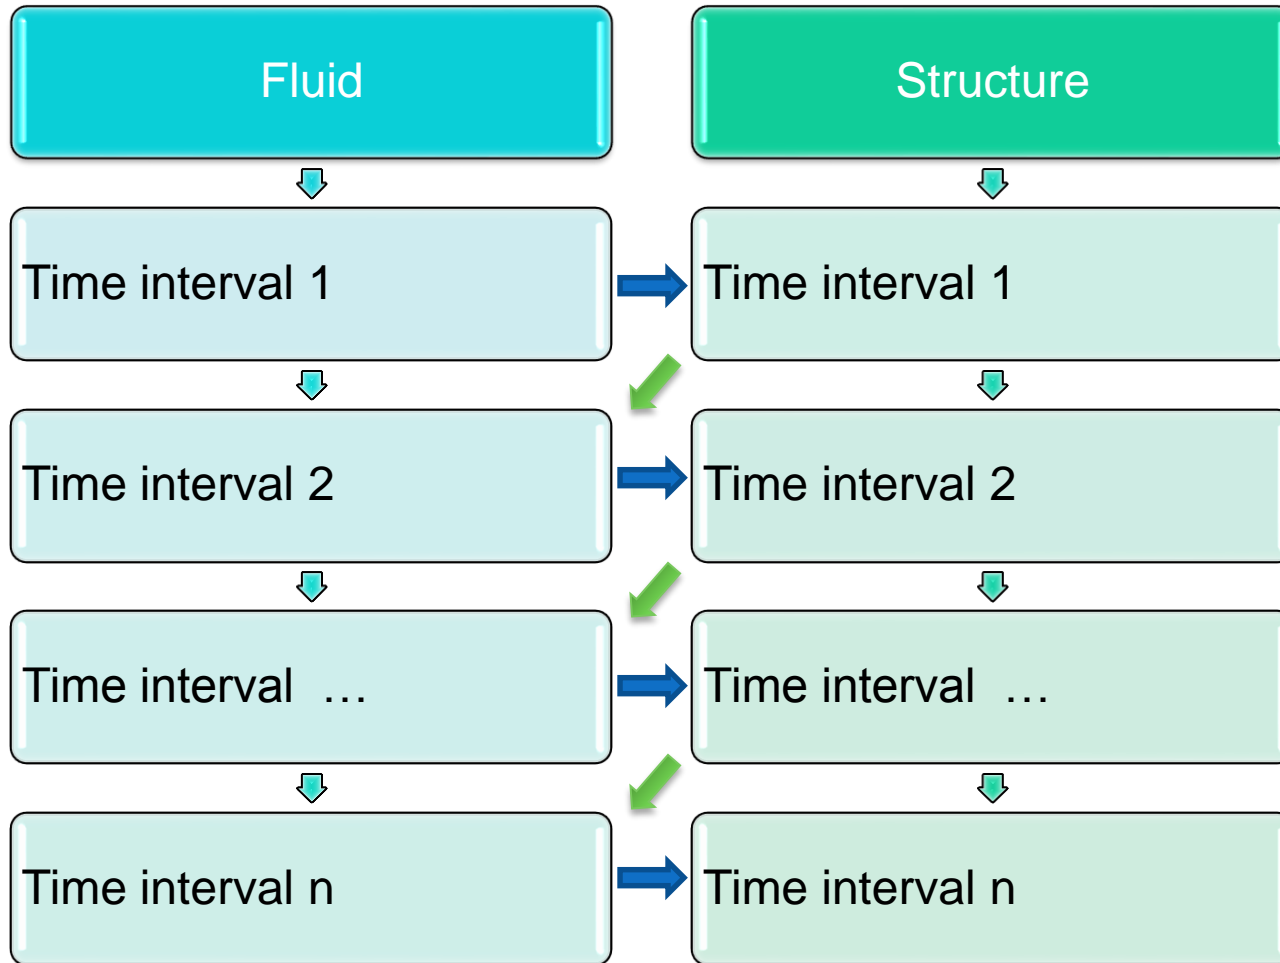 Fluid
Structure
Time interval 1
Time interval 1
Time interval 2
Time interval 2
Time interval …
Time interval …
Time interval n
Time interval n